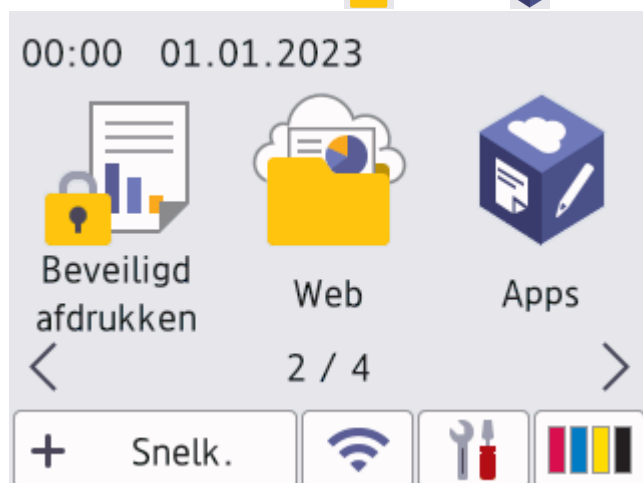 00:00 01.01.2023
Beveiligd
afdrukken
Web
Apps
2 / 4
+ Snelk.